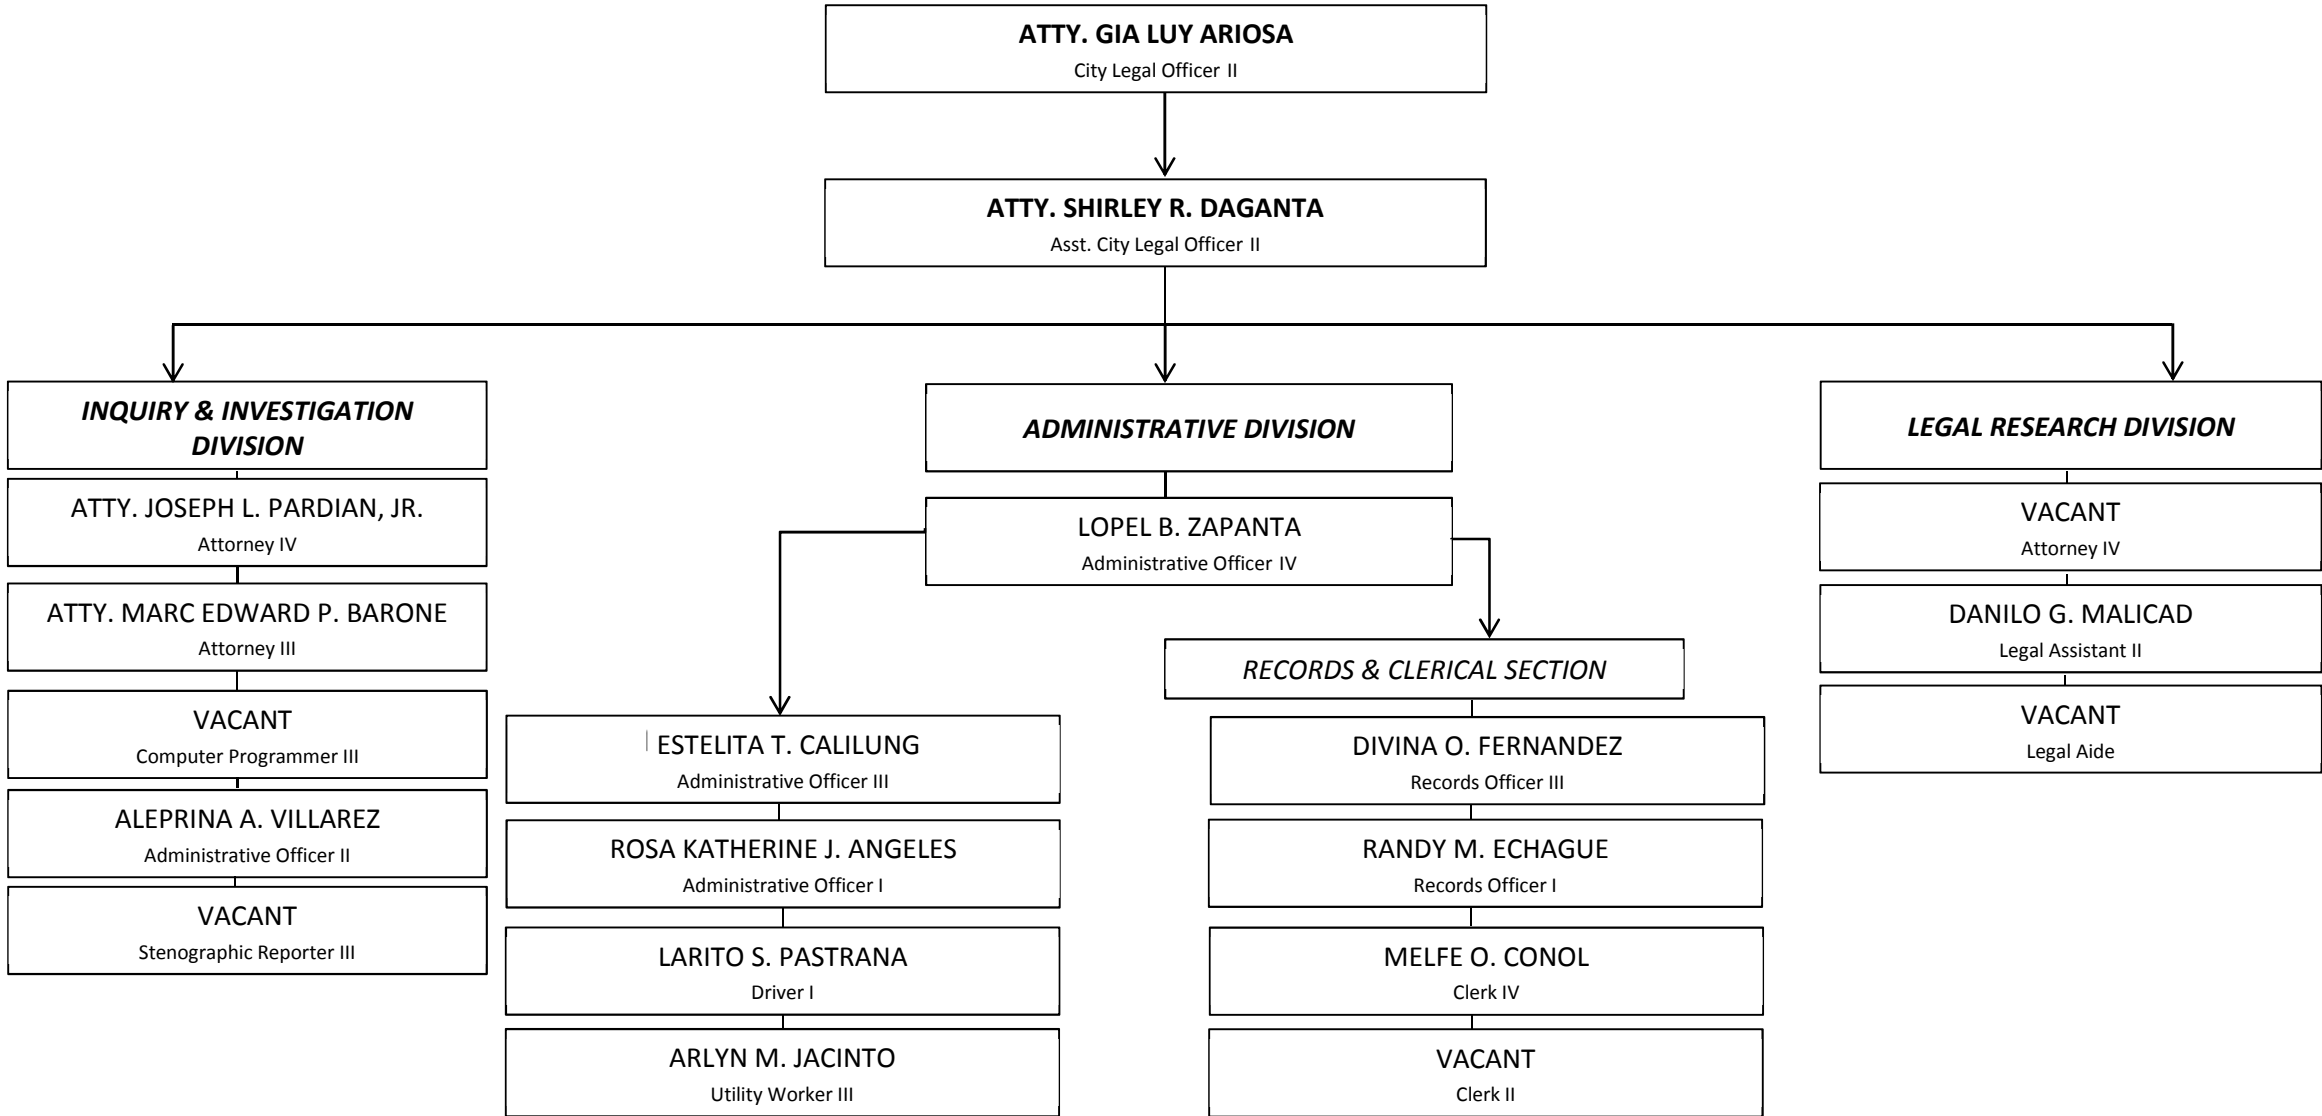 ATTY. GIA LUY ARIOSA
City Legal Officer II
ATTY. SHIRLEY R. DAGANTA
Asst. City Legal Officer II
INQUIRY & INVESTIGATION
DIVISION
ATTY. JOSEPH L. PARDIAN, JR.
Attorney IV
ATTY. MARC EDWARD P. BARONE
Attorney III
VACANT
Computer Programmer III
ALEPRINA A. VILLAREZ
Administrative Officer II
VACANT
Stenographic Reporter III
ADMINISTRATIVE DIVISION
LOPEL B. ZAPANTA
Administrative Officer IV
ESTELITA T. CALILUNG
Administrative Officer III
ROSA KATHERINE J. ANGELES
Administrative Officer I
LARITO S. PASTRANA
Driver I
ARLYN M. JACINTO
Utility Worker III
RECORDS & CLERICAL SECTION
DIVINA O. FERNANDEZ
Records Officer III
RANDY M. ECHAGUE
Records Officer I
MELFE O. CONOL
Clerk IV
VACANT
Clerk II
LEGAL RESEARCH DIVISION
VACANT
Attorney IV
DANILO G. MALICAD
Legal Assistant II
VACANT
Legal Aide